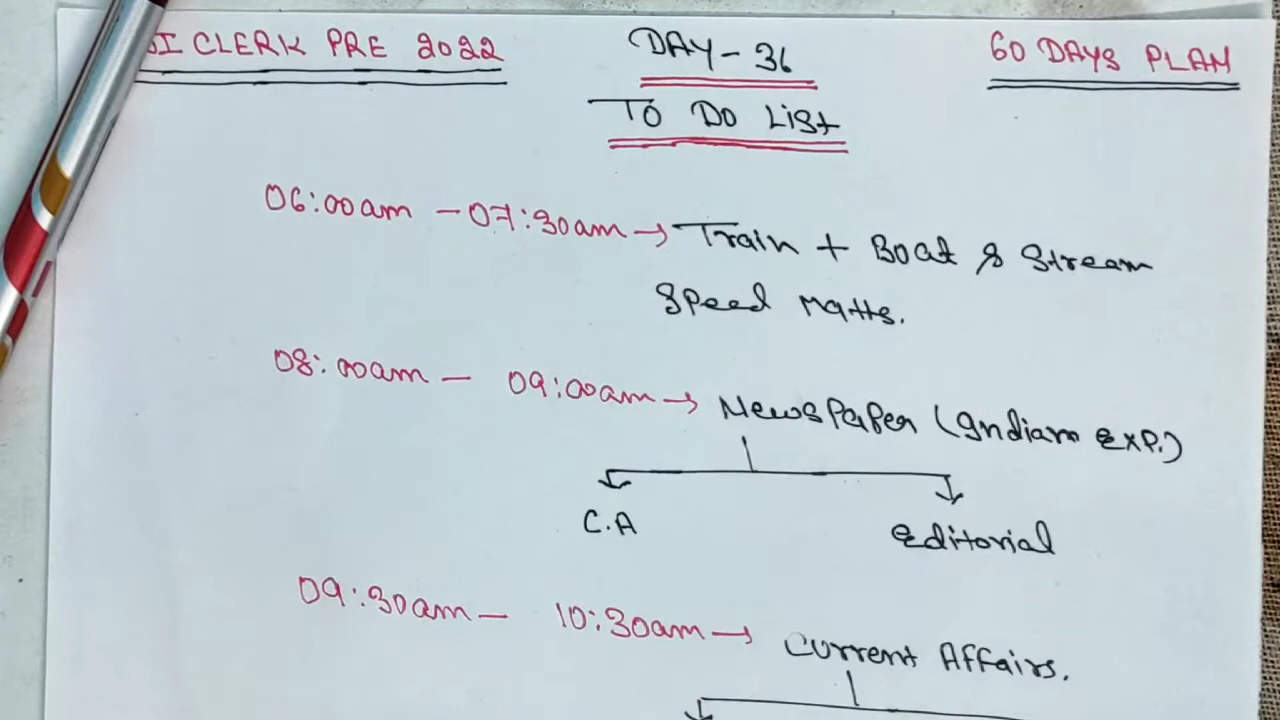 I CLERK PRE 2022
DAY - 36
60 DAYS PLAN
TO DO List
06:00am - 07:30am → Train + Boat & Stream
Speed Maths.
08:00am - 09:00am → Newspaper (Indian Exp.)
C.A
Editorial
09:30am - 10:30am → Current Affairs.